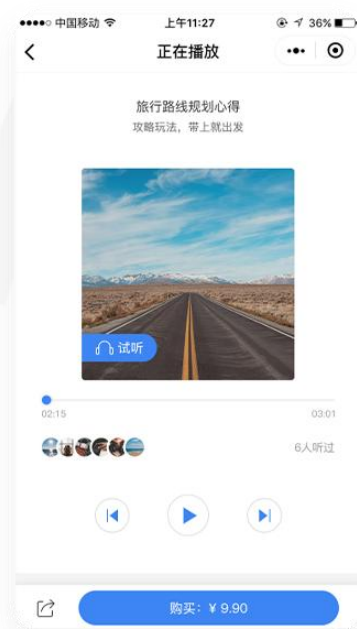 中国移动 上午11:27 36%
正在播放
旅行路线规划心得
攻略玩法，带上就出发
试听
02:15 03:01
6人听过
购买：¥ 9.90